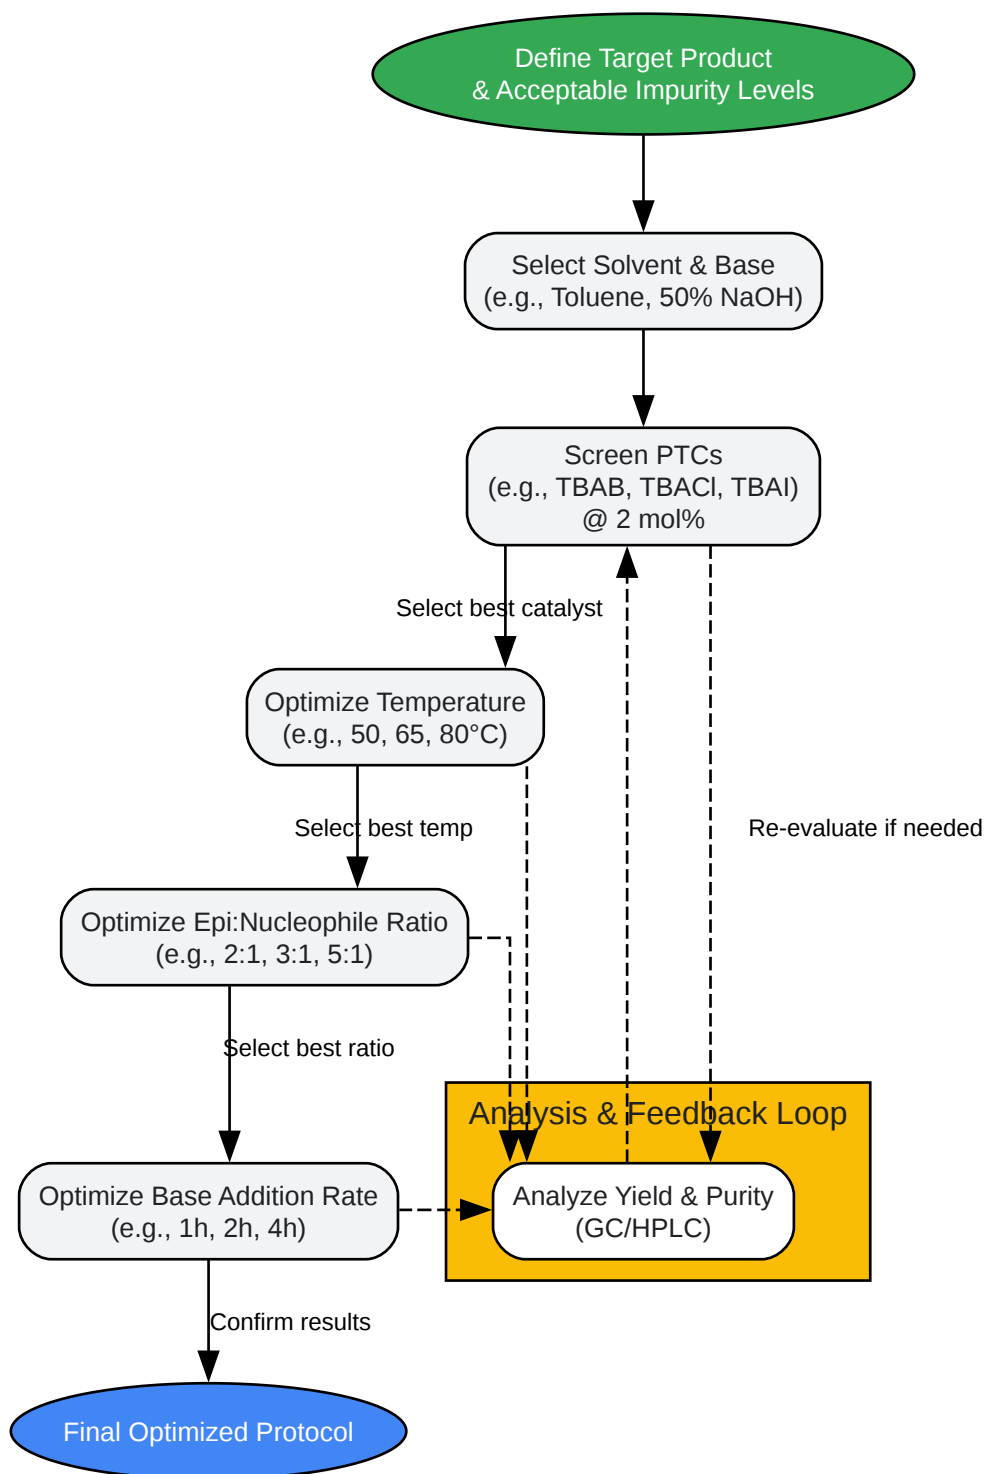 Define Target Product
& Acceptable Impurity Levels
Select Solvent & Base
(e.g., Toluene, 50% NaOH)
Screen PTCs
(e.g., TBAB, TBACl, TBAI)
@ 2 mol%
Select best catalyst
Optimize Temperature
(e.g., 50, 65, 80°C)
Select best temp
Re-evaluate if needed
Optimize Epi:Nucleophile Ratio
(e.g., 2:1, 3:1, 5:1)
Select best ratio
Analysis & Feedback Loop
Optimize Base Addition Rate
(e.g., 1h, 2h, 4h)
Analyze Yield & Purity
(GC/HPLC)
Confirm results
Final Optimized Protocol